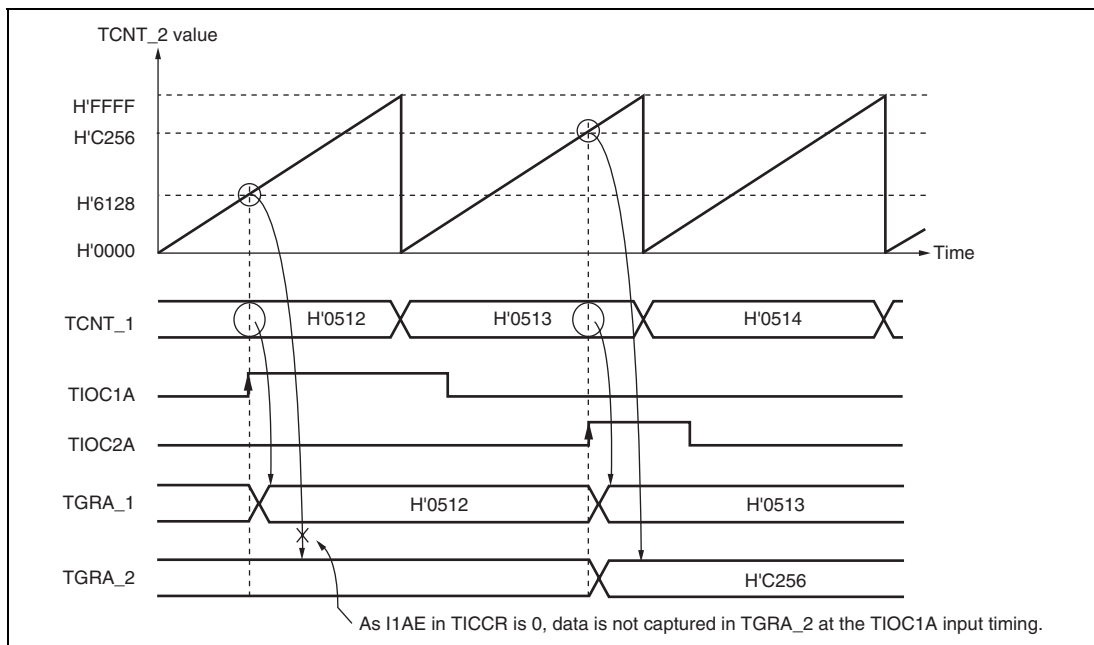 TCNT_2 value
H'FFFF
H'C256
H'6128
H'0000
Time
TCNT_1 H'0512 H'0513 H'0514
TIOC1A
TIOC2A
TGRA_1 H'0512 H'0513
TGRA_2 H'C256
As I1AE in TICCR is 0, data is not captured in TGRA_2 at the TIOC1A input timing.